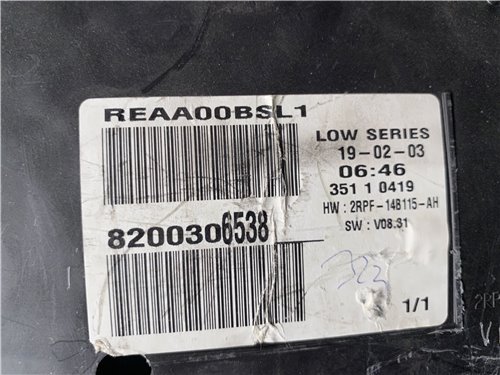 REAA00BSL1
LOW SERIES
19-02-03
06:46
351 1 0419
HW : 2RPF-14B115-AH
SW : V08.31
8200306538
322
1/1